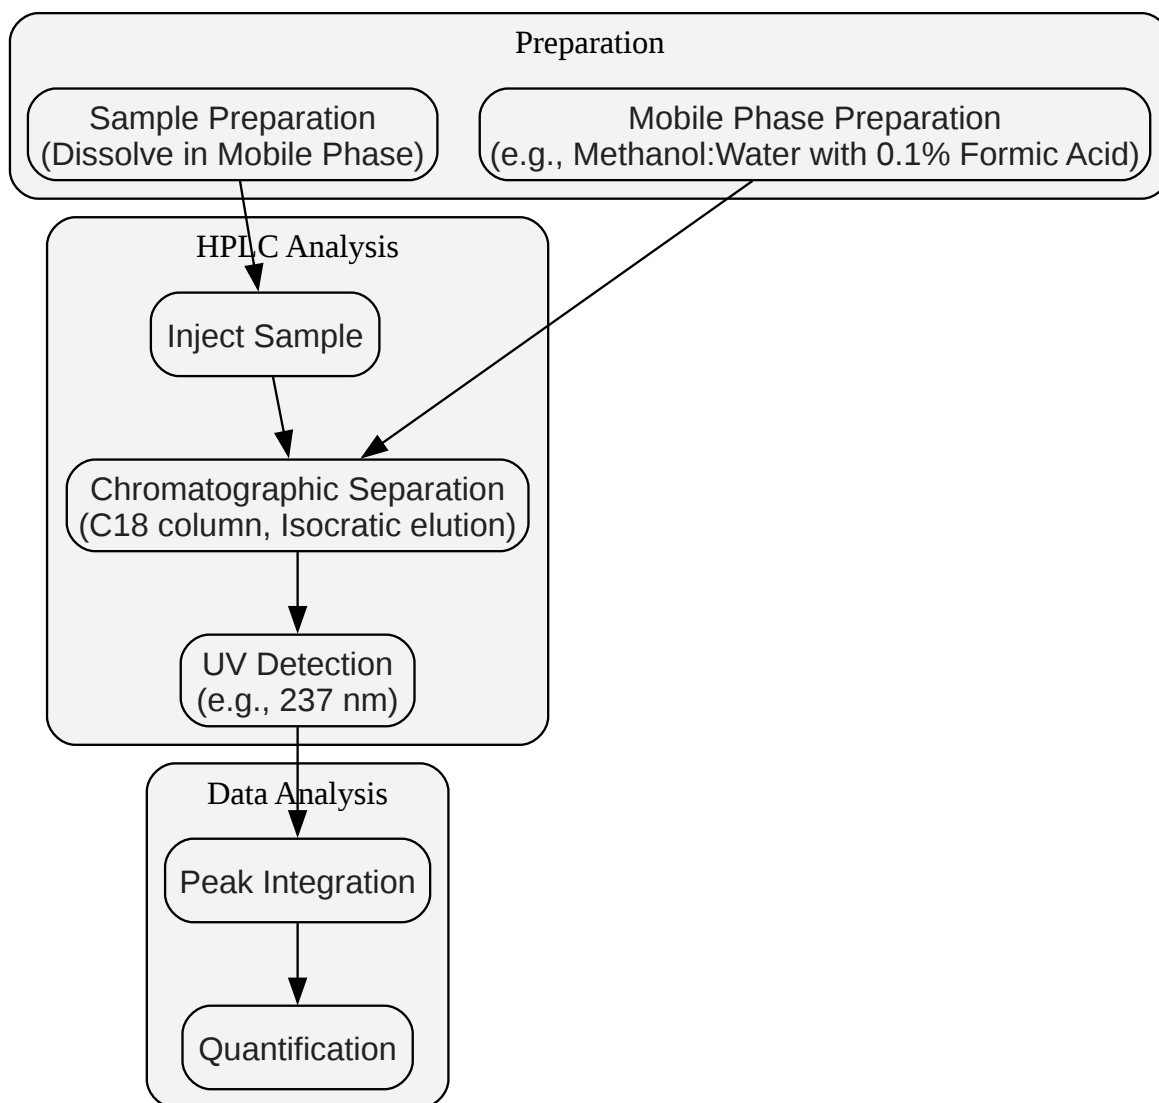 Preparation
Sample Preparation
(Dissolve in Mobile Phase)
Mobile Phase Preparation
(e.g., Methanol:Water with 0.1% Formic Acid)
HPLC Analysis
Inject Sample
Chromatographic Separation
(C18 column, Isocratic elution)
UV Detection
(e.g., 237 nm)
Data Analysis
Peak Integration
Quantification